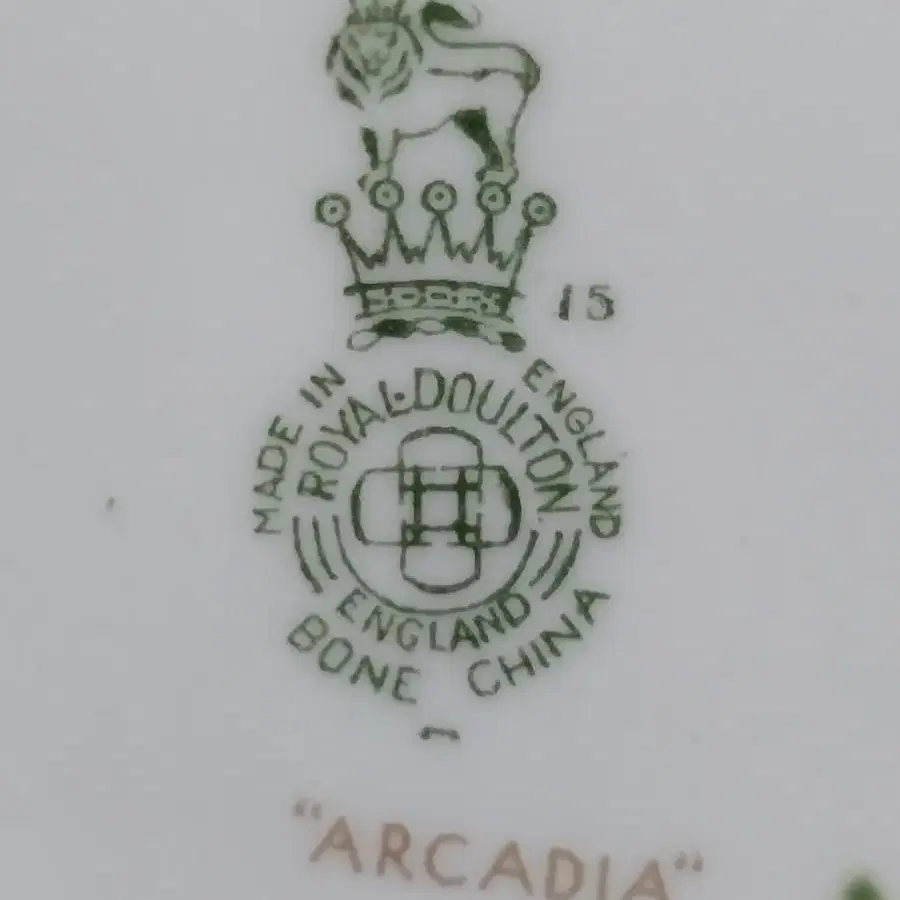 15
MADE IN ENGLAND
ROYAL·DOULTON
ENGLAND
BONE CHINA
"ARCADIA"